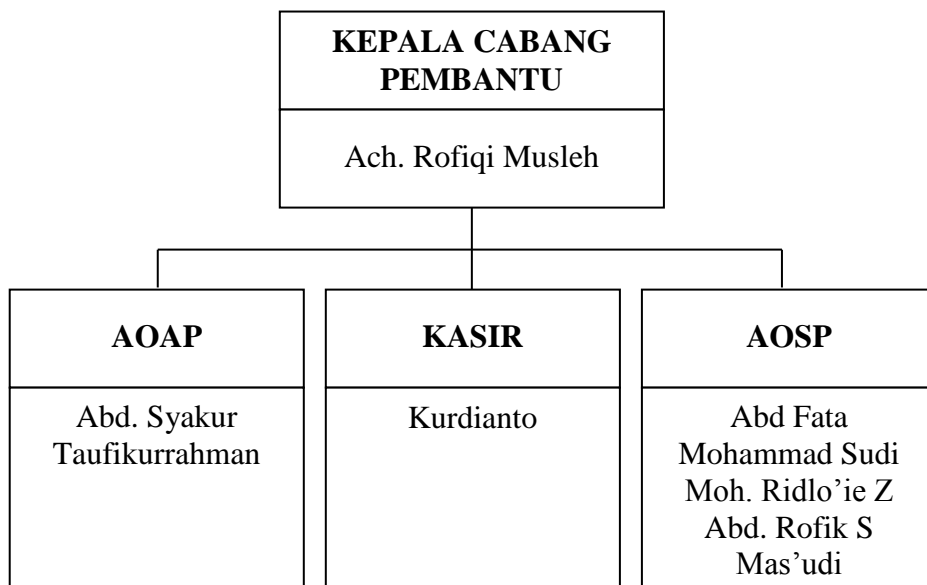 KEPALA CABANG
PEMBANTU
Ach. Rofiqi Musleh
AOAP
Abd. Syakur
Taufikurrahman
KASIR
Kurdianto
AOSP
Abd Fata
Mohammad Sudi
Moh. Ridlo’ie Z
Abd. Rofik S
Mas’udi